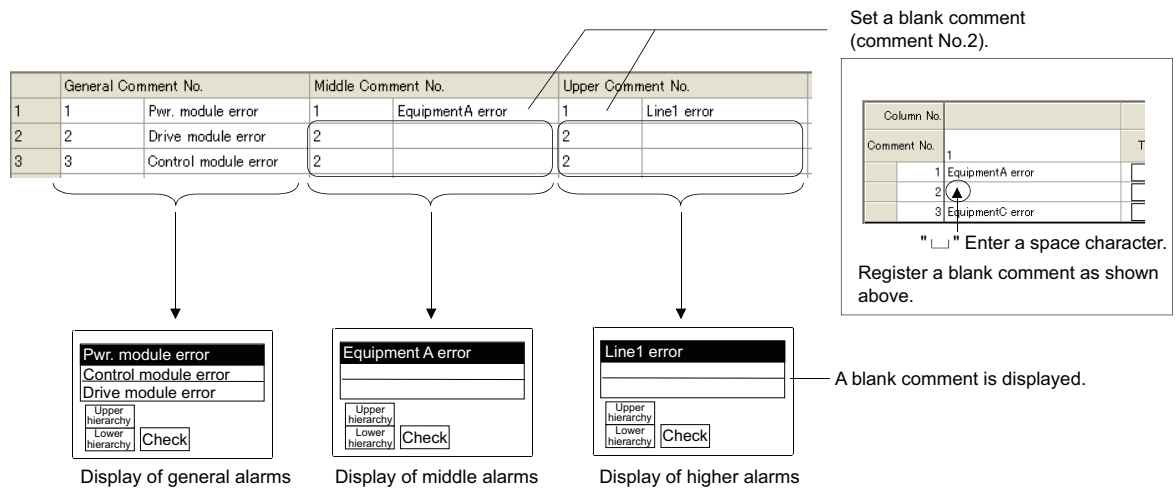 Set a blank comment
(comment No.2).
General Comment No. Middle Comment No. Upper Comment No.
1 1 Pwr. module error 1 EquipmentA error 1 Line1 error
2 2 Drive module error 2 2
3 3 Control module error 2 2
Column No.
Comment No. 1 T
1 EquipmentA error
2
3 EquipmentC error
"␣" Enter a space character.
Register a blank comment as shown
above.
Pwr. module error
Control module error
Drive module error
Upper
hierarchy
Lower
hierarchy
Check
Display of general alarms
Equipment A error
Upper
hierarchy
Lower
hierarchy
Check
Display of middle alarms
Line1 error
Upper
hierarchy
Lower
hierarchy
Check
Display of higher alarms
A blank comment is displayed.